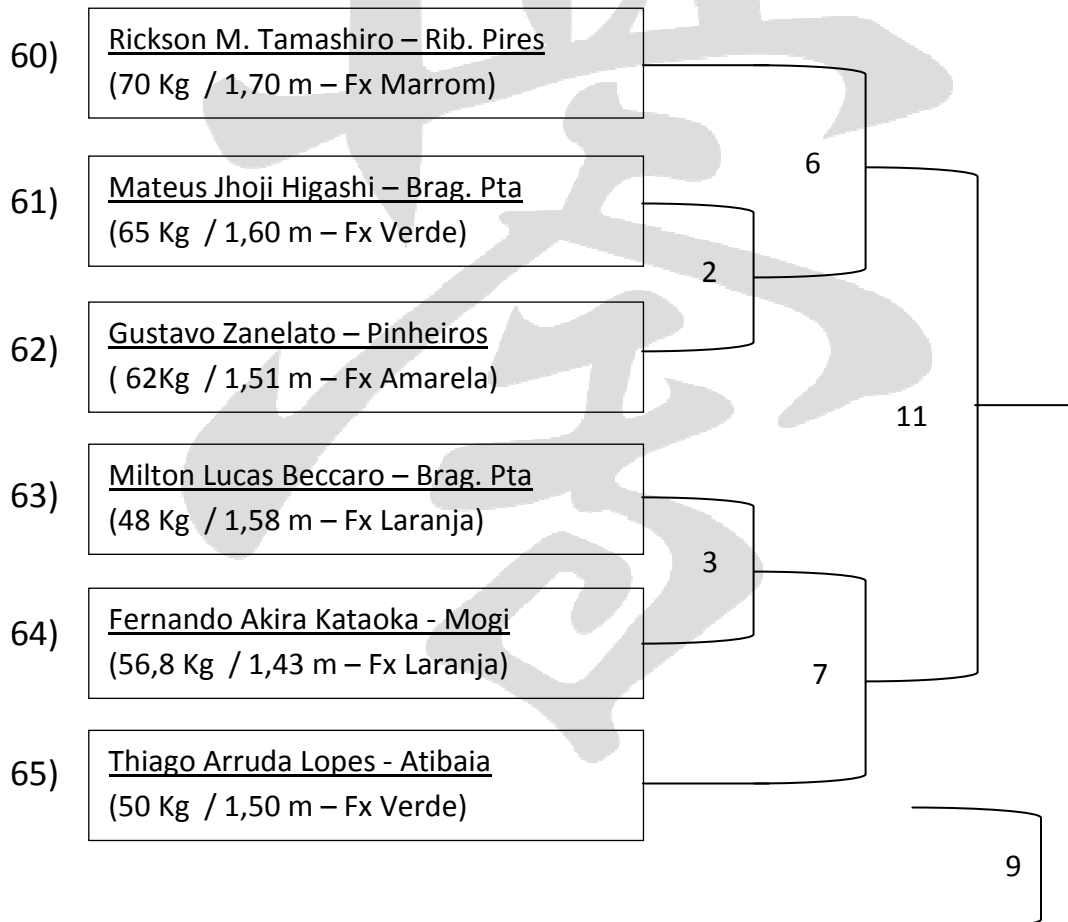 60)
Rickson M. Tamashiro – Rib. Pires
(70 Kg / 1,70 m – Fx Marrom)
6
61)
Mateus Jhoji Higashi – Brag. Pta
(65 Kg / 1,60 m – Fx Verde)
2
62)
Gustavo Zanelato – Pinheiros
( 62Kg / 1,51 m – Fx Amarela)
11
63)
Milton Lucas Beccaro – Brag. Pta
(48 Kg / 1,58 m – Fx Laranja)
3
64)
Fernando Akira Kataoka - Mogi
(56,8 Kg / 1,43 m – Fx Laranja)
7
65)
Thiago Arruda Lopes - Atibaia
(50 Kg / 1,50 m – Fx Verde)
9